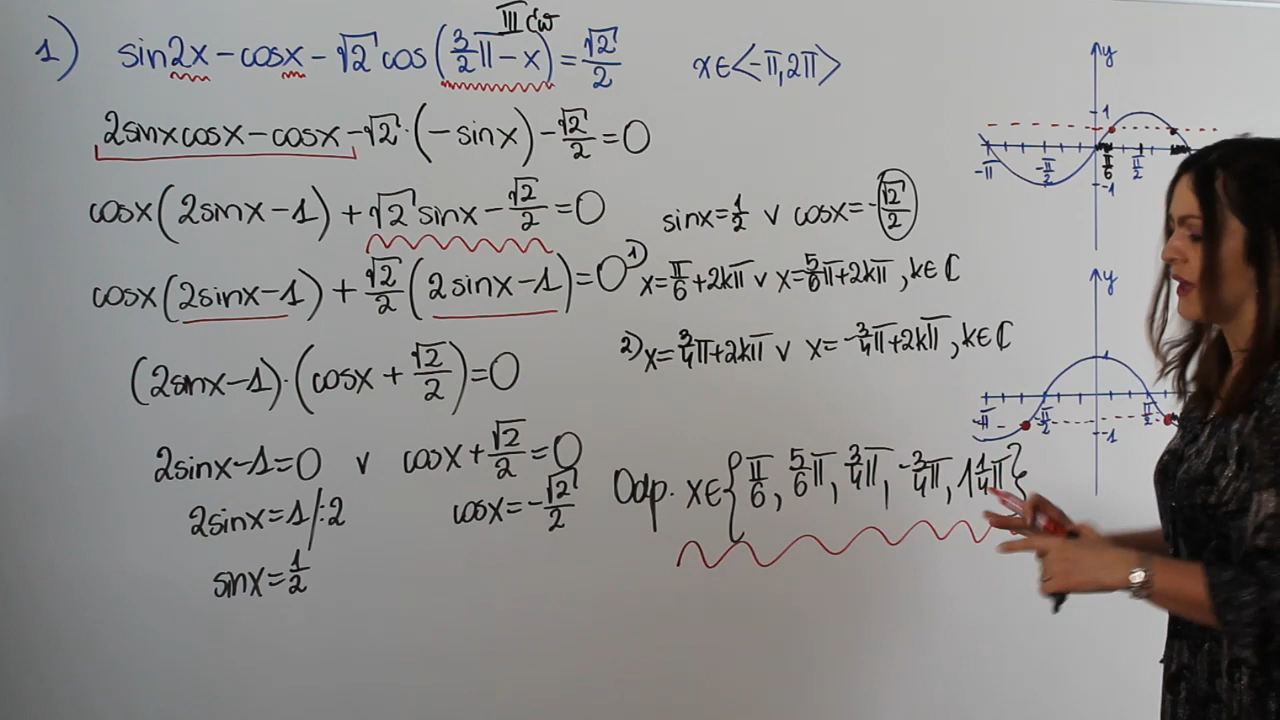 III ćw
1) sin2x - cosx - √2 cos(3/2π - x) = √2/2   x∈<-π,2π>
2sinxcosx - cosx - √2·(-sinx) - √2/2 = 0
cosx(2sinx - 1) + √2 sinx - √2/2 = 0
cosx(2sinx - 1) + √2/2(2sinx - 1) = 0
(2sinx - 1)·(cosx + √2/2) = 0
2sinx - 1 = 0 ∨ cosx + √2/2 = 0
2sinx = 1 /:2   cosx = -√2/2
sinx = 1/2
sinx = 1/2 ∨ cosx = -√2/2
1) x = π/6 + 2kπ ∨ x = 5/6π + 2kπ, k∈C
2) x = 3/4π + 2kπ ∨ x = -3/4π + 2kπ, k∈C
Odp. x∈{π/6, 5/6π, 3/4π, -3/4π, 1 1/4π}
y
1
-π -π/2 π/6 π/2
-1
y
1
-π -π/2 π/2
-1